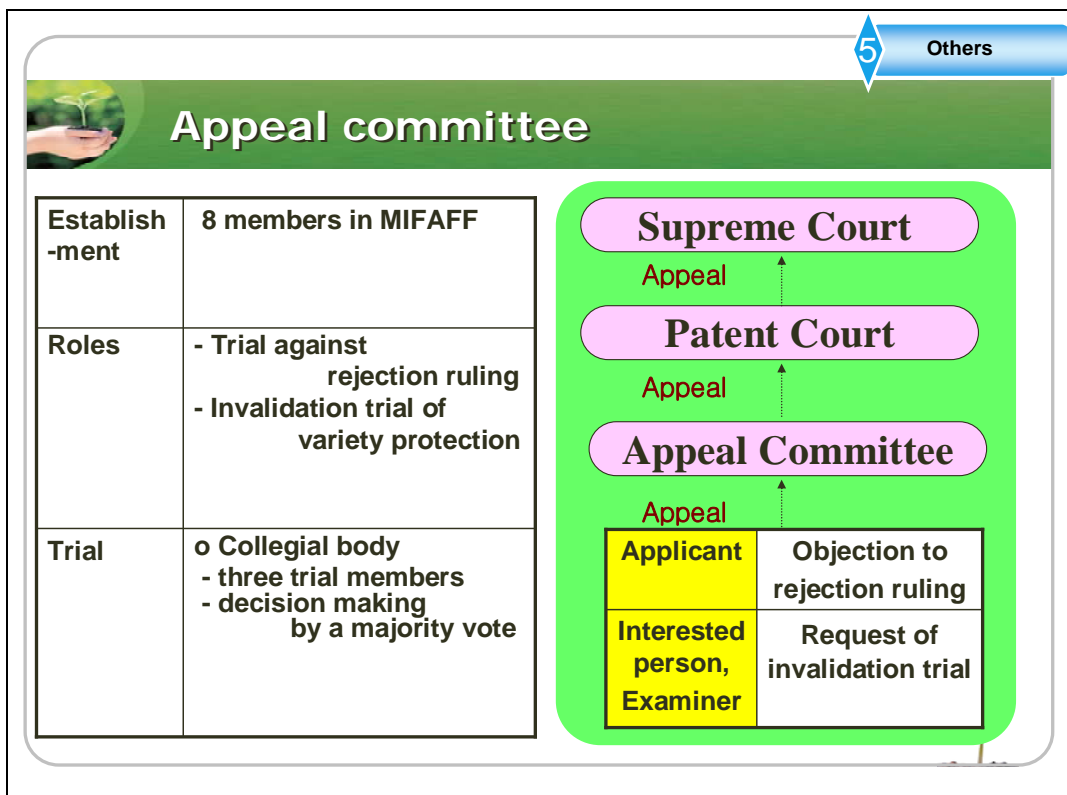 5 Others
Appeal committee
Establish
-ment
8 members in MIFAFF
Roles
- Trial against
rejection ruling
- Invalidation trial of
variety protection
Trial
o Collegial body
- three trial members
- decision making
by a majority vote
Supreme Court
Appeal
Patent Court
Appeal
Appeal Committee
Appeal
Applicant
Objection to
rejection ruling
Interested
person,
Examiner
Request of
invalidation trial